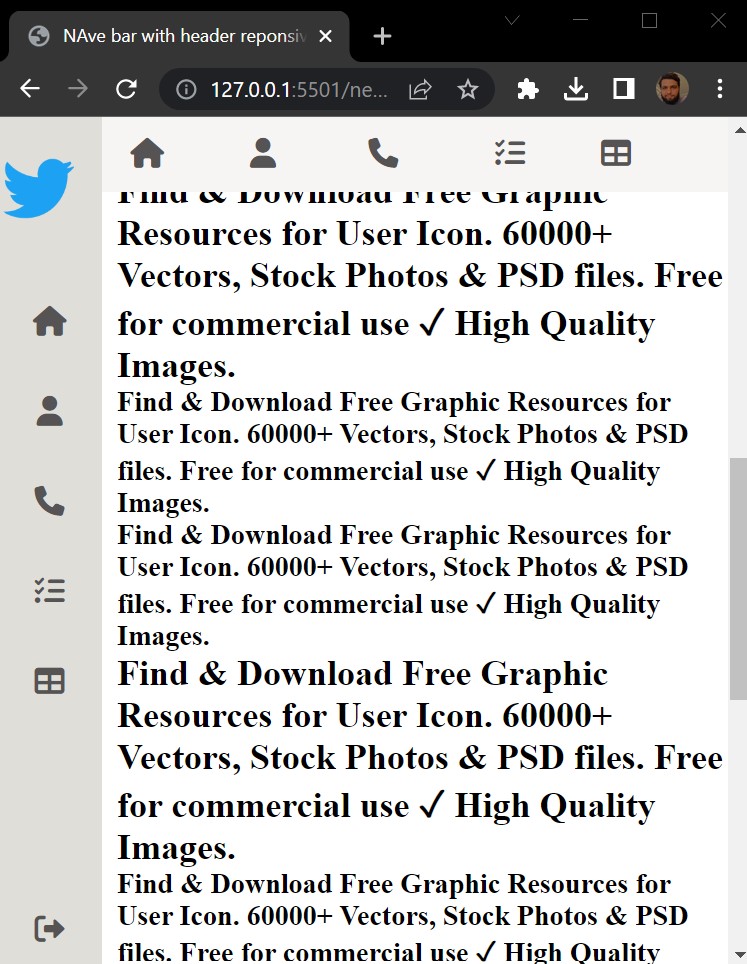 NAve bar with header reponsiv
127.0.0.1:5501/ne...
Find & Download Free Graphic
Resources for User Icon. 60000+
Vectors, Stock Photos & PSD files. Free
for commercial use ✓ High Quality
Images.
Find & Download Free Graphic Resources for
User Icon. 60000+ Vectors, Stock Photos & PSD
files. Free for commercial use ✓ High Quality
Images.
Find & Download Free Graphic Resources for
User Icon. 60000+ Vectors, Stock Photos & PSD
files. Free for commercial use ✓ High Quality
Images.
Find & Download Free Graphic
Resources for User Icon. 60000+
Vectors, Stock Photos & PSD files. Free
for commercial use ✓ High Quality
Images.
Find & Download Free Graphic Resources for
User Icon. 60000+ Vectors, Stock Photos & PSD
files. Free for commercial use ✓ High Quality